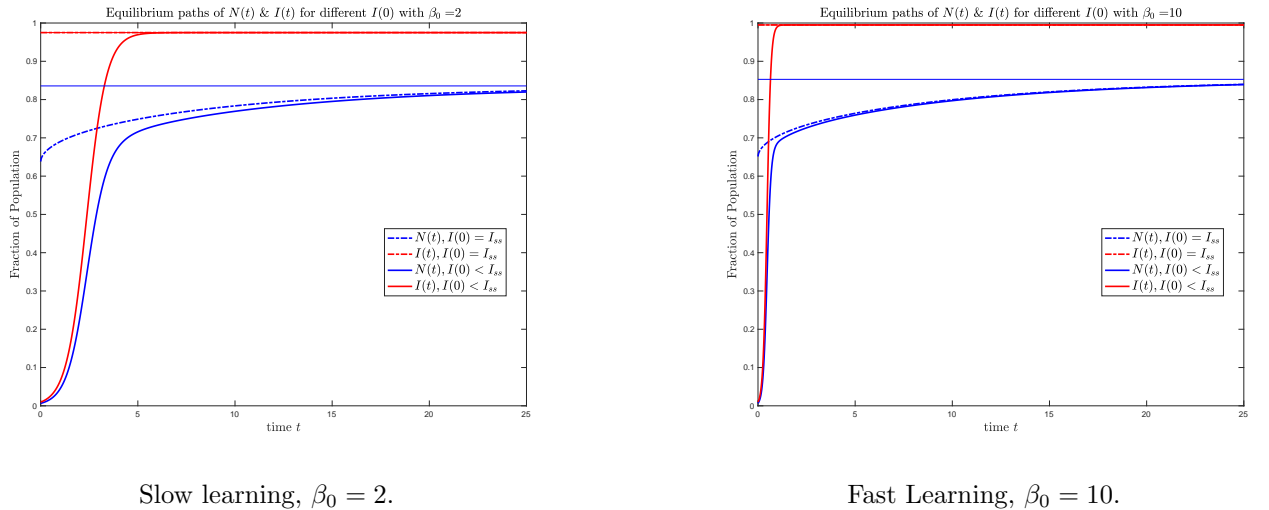 Equilibrium paths of N(t) & I(t) for different I(0) with β₀ =2
1
0.9
0.8
0.7
0.6
0.5
0.4
0.3
0.2
0.1
0
Fraction of Population
0 5 10 15 20 25
time t
N(t), I(0) = Iss
I(t), I(0) = Iss
N(t), I(0) < Iss
I(t), I(0) < Iss
Slow learning, β₀ = 2.
Equilibrium paths of N(t) & I(t) for different I(0) with β₀ =10
1
0.9
0.8
0.7
0.6
0.5
0.4
0.3
0.2
0.1
0
Fraction of Population
0 5 10 15 20 25
time t
N(t), I(0) = Iss
I(t), I(0) = Iss
N(t), I(0) < Iss
I(t), I(0) < Iss
Fast Learning, β₀ = 10.